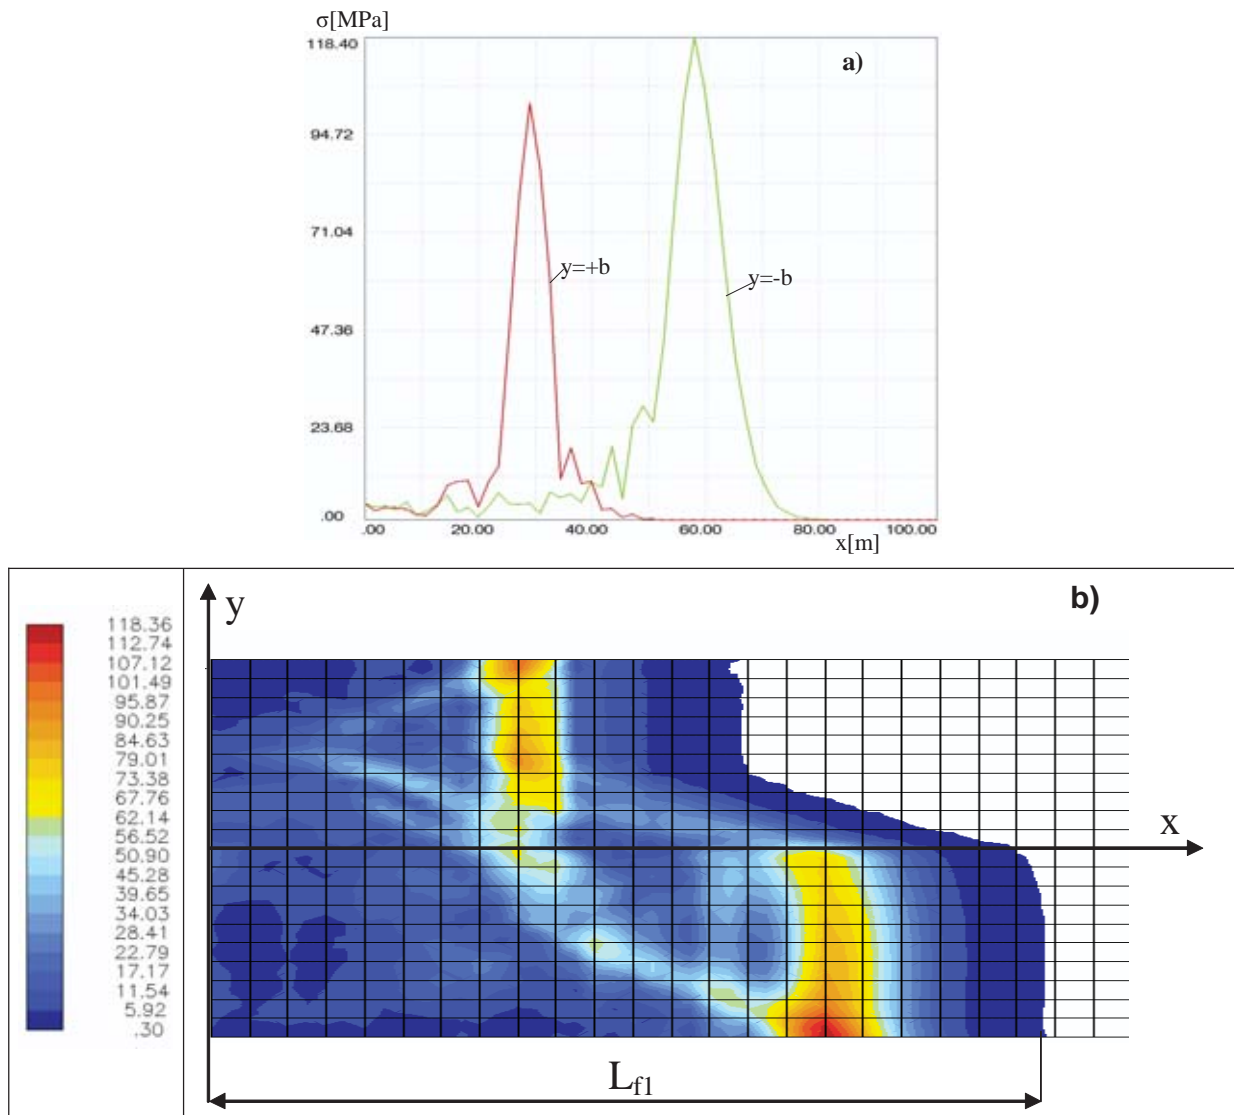 σ[MPa]
118.40
a)
94.72
71.04
y=+b
y=-b
47.36
23.68
.00
.00 20.00 40.00 60.00 80.00 100.00
x[m]
b)
y
118.36
112.74
107.12
101.49
95.87
90.25
84.63
79.01
73.38
67.76
62.14
56.52
50.90
45.28
39.65
34.03
28.41
22.79
17.17
11.54
5.92
.30
x
Lf1